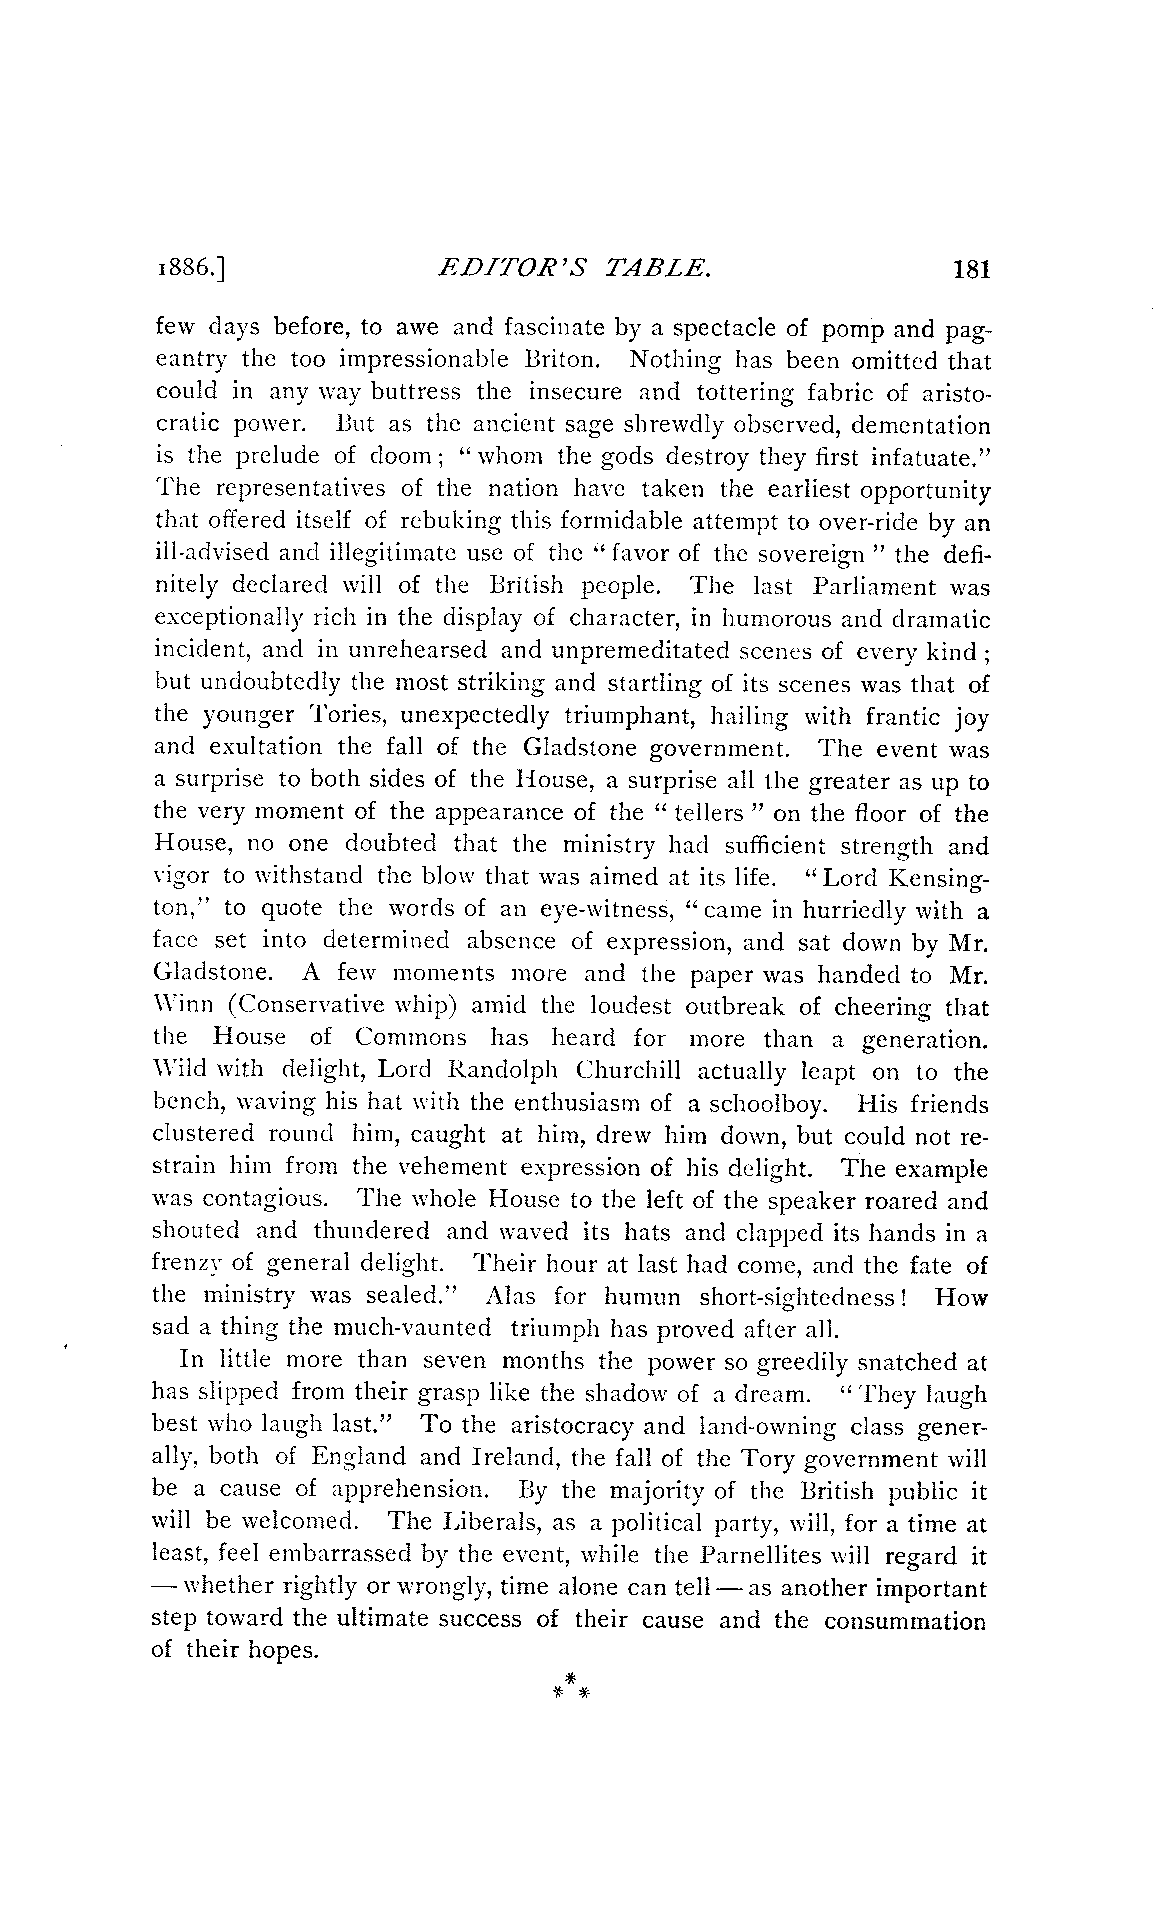 1886.] EDITOR'S TABLE. 181
few days before, to awe and fascinate by a spectacle of pomp and pag-
eantry the too impressionable Briton. Nothing has been omitted that
could in any way buttress the insecure and tottering fabric of aristo-
cratic power. But as the ancient sage shrewdly observed, dementation
is the prelude of doom; "whom the gods destroy they first infatuate."
The representatives of the nation have taken the earliest opportunity
that offered itself of rebuking this formidable attempt to over-ride by an
ill-advised and illegitimate use of the "favor of the sovereign" the defi-
nitely declared will of the British people. The last Parliament was
exceptionally rich in the display of character, in humorous and dramatic
incident, and in unrehearsed and unpremeditated scenes of every kind;
but undoubtedly the most striking and startling of its scenes was that of
the younger Tories, unexpectedly triumphant, hailing with frantic joy
and exultation the fall of the Gladstone government. The event was
a surprise to both sides of the House, a surprise all the greater as up to
the very moment of the appearance of the "tellers" on the floor of the
House, no one doubted that the ministry had sufficient strength and
vigor to withstand the blow that was aimed at its life. "Lord Kensing-
ton," to quote the words of an eye-witness, "came in hurriedly with a
face set into determined absence of expression, and sat down by Mr.
Gladstone. A few moments more and the paper was handed to Mr.
Winn (Conservative whip) amid the loudest outbreak of cheering that
the House of Commons has heard for more than a generation.
Wild with delight, Lord Randolph Churchill actually leapt on to the
bench, waving his hat with the enthusiasm of a schoolboy. His friends
clustered round him, caught at him, drew him down, but could not re-
strain him from the vehement expression of his delight. The example
was contagious. The whole House to the left of the speaker roared and
shouted and thundered and waved its hats and clapped its hands in a
frenzy of general delight. Their hour at last had come, and the fate of
the ministry was sealed." Alas for humun short-sightedness! How
sad a thing the much-vaunted triumph has proved after all.
In little more than seven months the power so greedily snatched at
has slipped from their grasp like the shadow of a dream. "They laugh
best who laugh last." To the aristocracy and land-owning class gener-
ally, both of England and Ireland, the fall of the Tory government will
be a cause of apprehension. By the majority of the British public it
will be welcomed. The Liberals, as a political party, will, for a time at
least, feel embarrassed by the event, while the Parnellites will regard it
— whether rightly or wrongly, time alone can tell — as another important
step toward the ultimate success of their cause and the consummation
of their hopes.
***